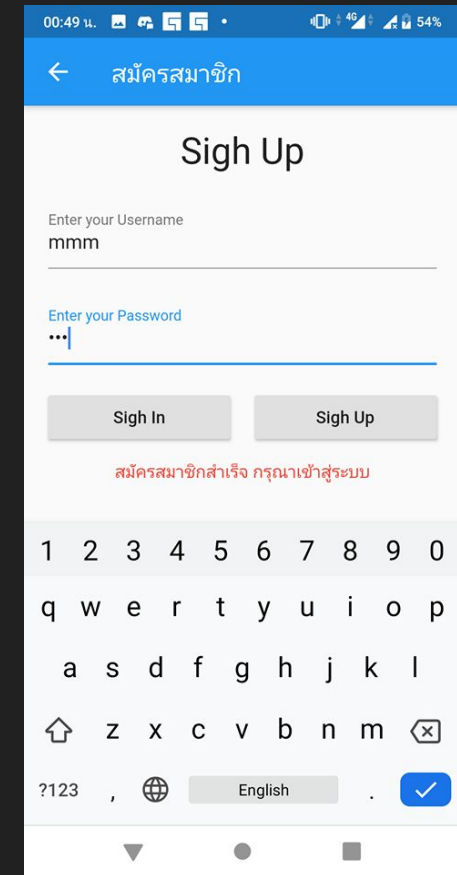 00:49 น. 4G 54%
สมัครสมาชิก
Sigh Up
Enter your Username
mmm
Enter your Password
•••
Sigh In Sigh Up
สมัครสมาชิกสำเร็จ กรุณาเข้าสู่ระบบ
1 2 3 4 5 6 7 8 9 0
q w e r t y u i o p
a s d f g h j k l
z x c v b n m
?123 , English .